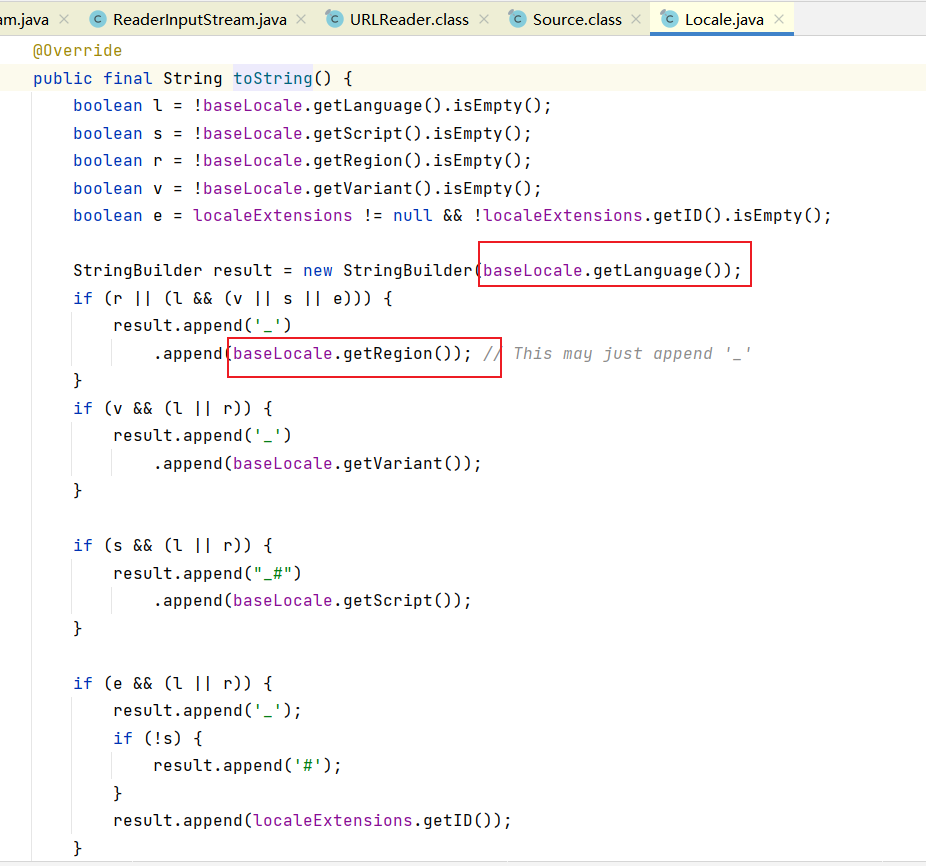 am.java × ReaderInputStream.java × URLReader.class × Source.class × Locale.java ×
@Override
public final String toString() {
    boolean l = !baseLocale.getLanguage().isEmpty();
    boolean s = !baseLocale.getScript().isEmpty();
    boolean r = !baseLocale.getRegion().isEmpty();
    boolean v = !baseLocale.getVariant().isEmpty();
    boolean e = localeExtensions != null && !localeExtensions.getID().isEmpty();

    StringBuilder result = new StringBuilder(baseLocale.getLanguage());
    if (r || (l && (v || s || e))) {
        result.append('_')
            .append(baseLocale.getRegion()); // This may just append '_'
    }
    if (v && (l || r)) {
        result.append('_')
            .append(baseLocale.getVariant());
    }

    if (s && (l || r)) {
        result.append("_#")
            .append(baseLocale.getScript());
    }

    if (e && (l || r)) {
        result.append('_');
        if (!s) {
            result.append('#');
        }
        result.append(localeExtensions.getID());
    }